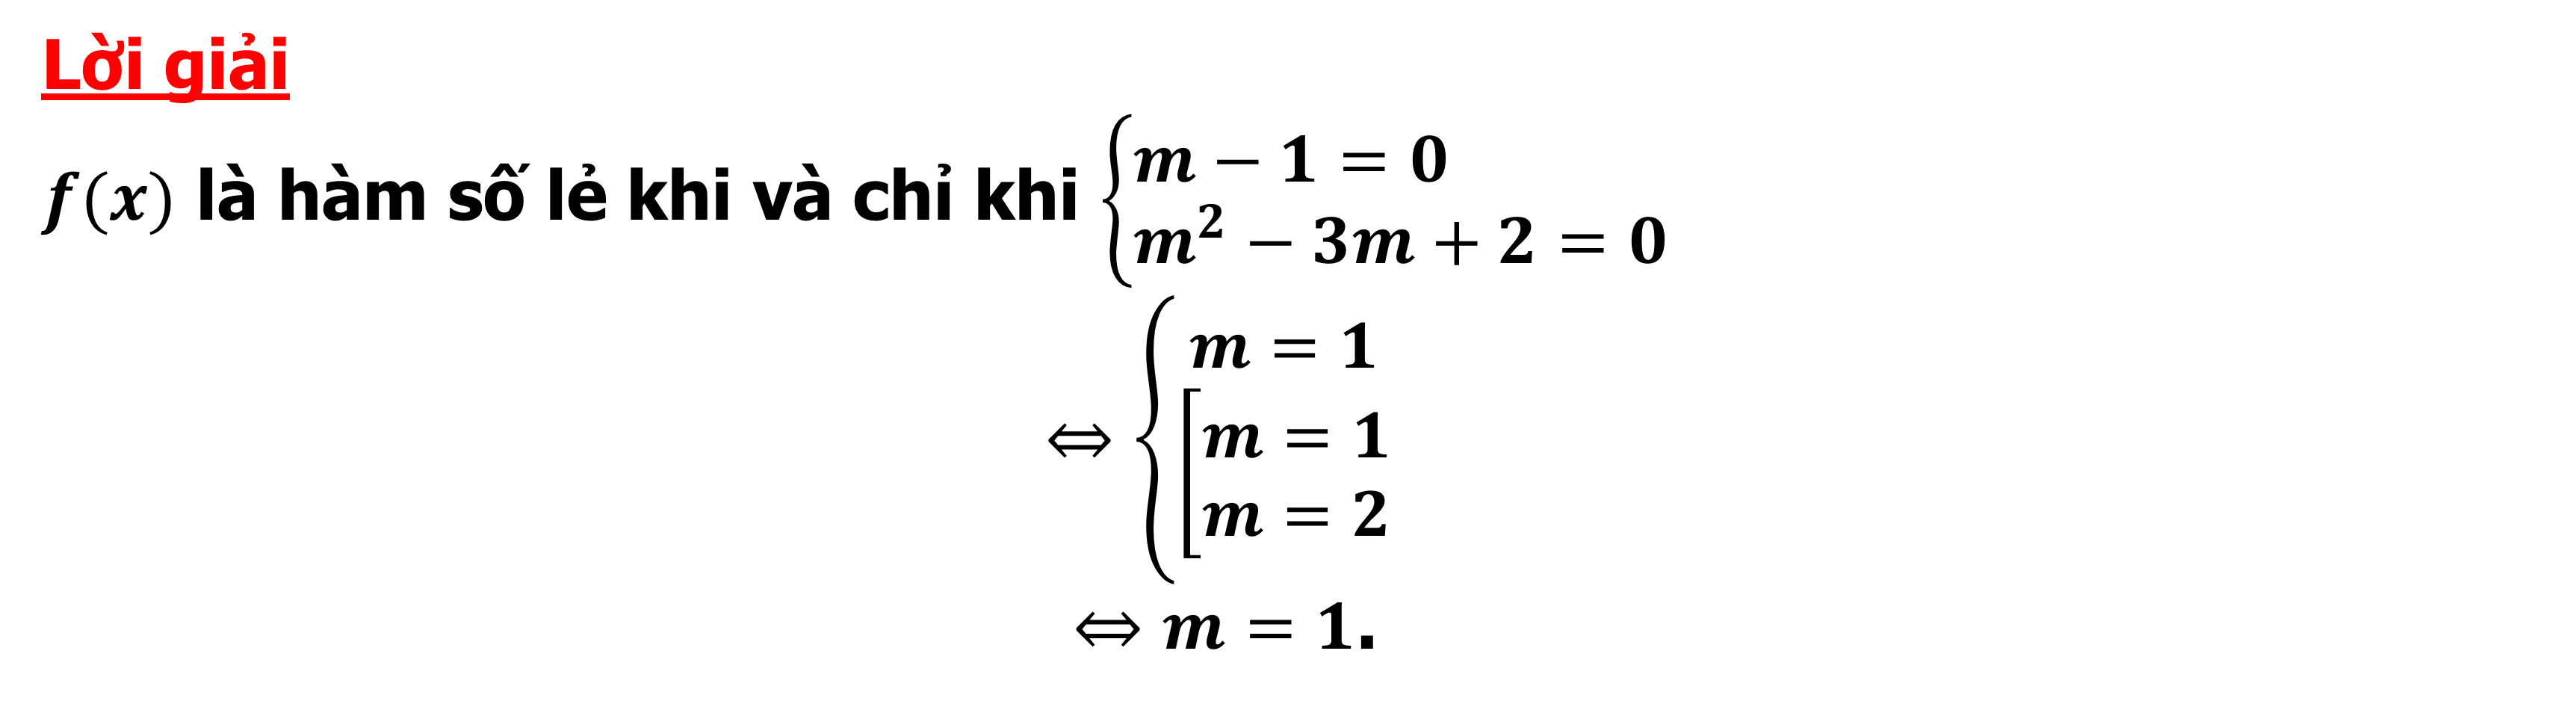 Lời giải
f(x) là hàm số lẻ khi và chỉ khi { m − 1 = 0
m² − 3m + 2 = 0
⇔ { m = 1
[ m = 1
m = 2
⇔ m = 1.